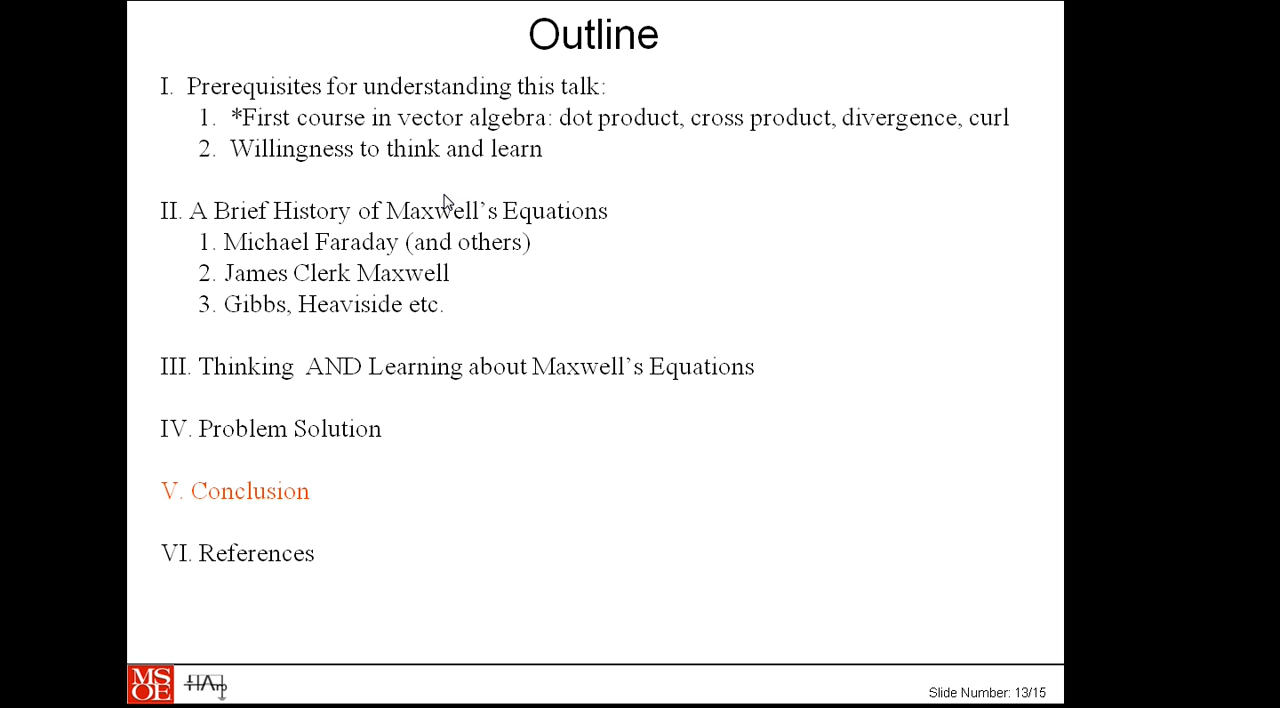 Outline
I. Prerequisites for understanding this talk:
1. *First course in vector algebra: dot product, cross product, divergence, curl
2. Willingness to think and learn
II. A Brief History of Maxwell's Equations
1. Michael Faraday (and others)
2. James Clerk Maxwell
3. Gibbs, Heaviside etc.
III. Thinking AND Learning about Maxwell's Equations
IV. Problem Solution
V. Conclusion
VI. References
MS
OE
Slide Number: 13/15